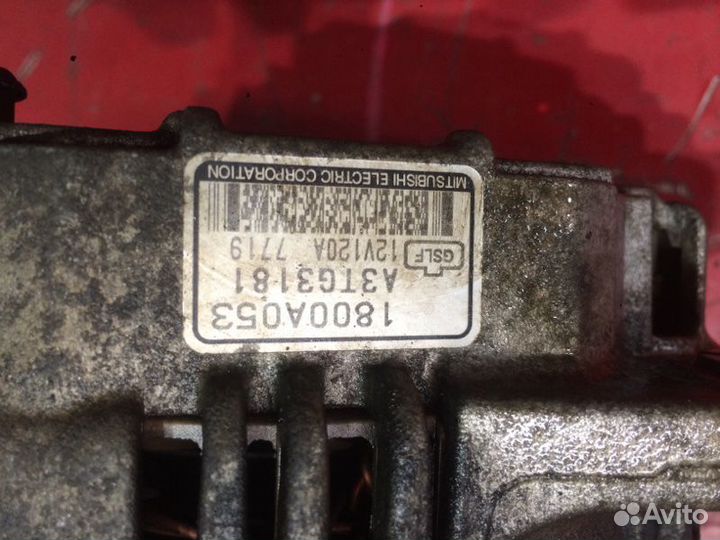 1800A053
A3TG3181
GSLF 12V120A 7719
MITSUBISHI ELECTRIC CORPORATION
Avito